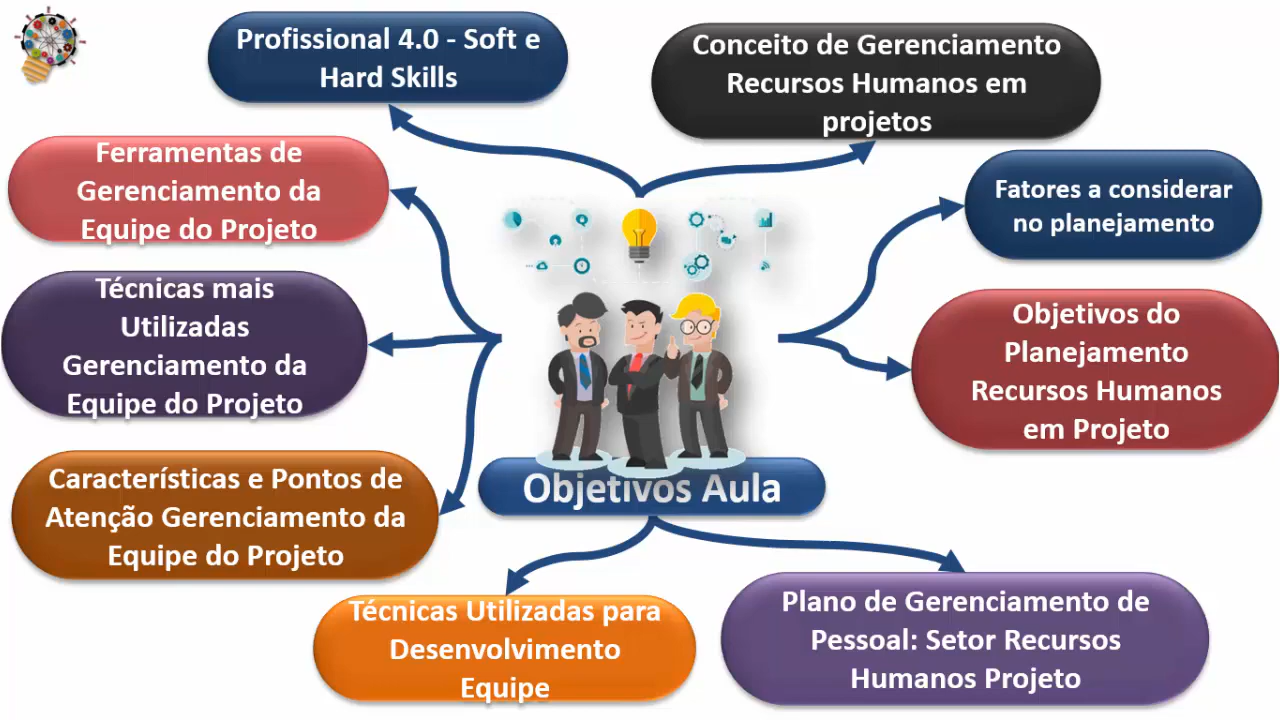 Profissional 4.0 - Soft e
Hard Skills
Conceito de Gerenciamento
Recursos Humanos em
projetos
Ferramentas de
Gerenciamento da
Equipe do Projeto
Fatores a considerar
no planejamento
Técnicas mais
Utilizadas
Gerenciamento da
Equipe do Projeto
Objetivos do
Planejamento
Recursos Humanos
em Projeto
Características e Pontos de
Atenção Gerenciamento da
Equipe do Projeto
Objetivos Aula
Técnicas Utilizadas para
Desenvolvimento
Equipe
Plano de Gerenciamento de
Pessoal: Setor Recursos
Humanos Projeto